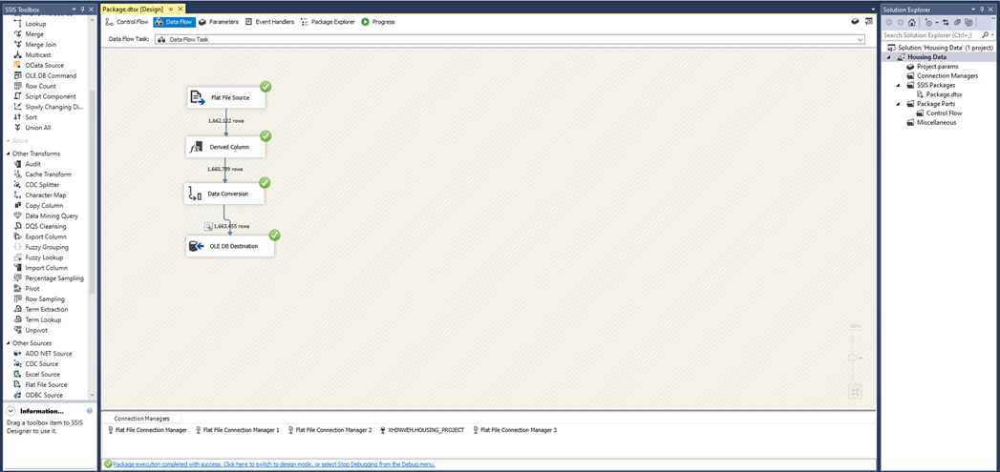 SSIS Toolbox
Lookup
Merge
Merge Join
Multicast
OData Source
OLE DB Command
Row Count
Script Component
Slowly Changing Di...
Sort
Union All
Azure
Other Transforms
Audit
Cache Transform
CDC Splitter
Character Map
Copy Column
Data Mining Query
DQS Cleansing
Export Column
Fuzzy Grouping
Fuzzy Lookup
Import Column
Percentage Sampling
Pivot
Row Sampling
Term Extraction
Term Lookup
Unpivot
Other Sources
ADO NET Source
CDC Source
Excel Source
Flat File Source
ODBC Source
Information...
Drag a toolbox item to SSIS
Designer to use it.
Package.dtsx [Design]
Control Flow
Data Flow
Parameters
Event Handlers
Package Explorer
Progress
Data Flow Task:
Data Flow Task
Flat File Source
1,662,122 rows
Derived Column
1,660,789 rows
Data Conversion
1,663,455 rows
OLE DB Destination
100%
Connection Managers
Flat File Connection Manager
Flat File Connection Manager 1
Flat File Connection Manager 2
XHINWEH.HOUSING_PROJECT
Flat File Connection Manager 3
Package execution completed with success. Click here to switch to design mode, or select Stop Debugging from the Debug menu.
Solution Explorer
Search Solution Explorer (Ctrl+;)
Solution 'Housing Data' (1 project)
Housing Data
Project.params
Connection Managers
SSIS Packages
Package.dtsx
Package Parts
Control Flow
Miscellaneous